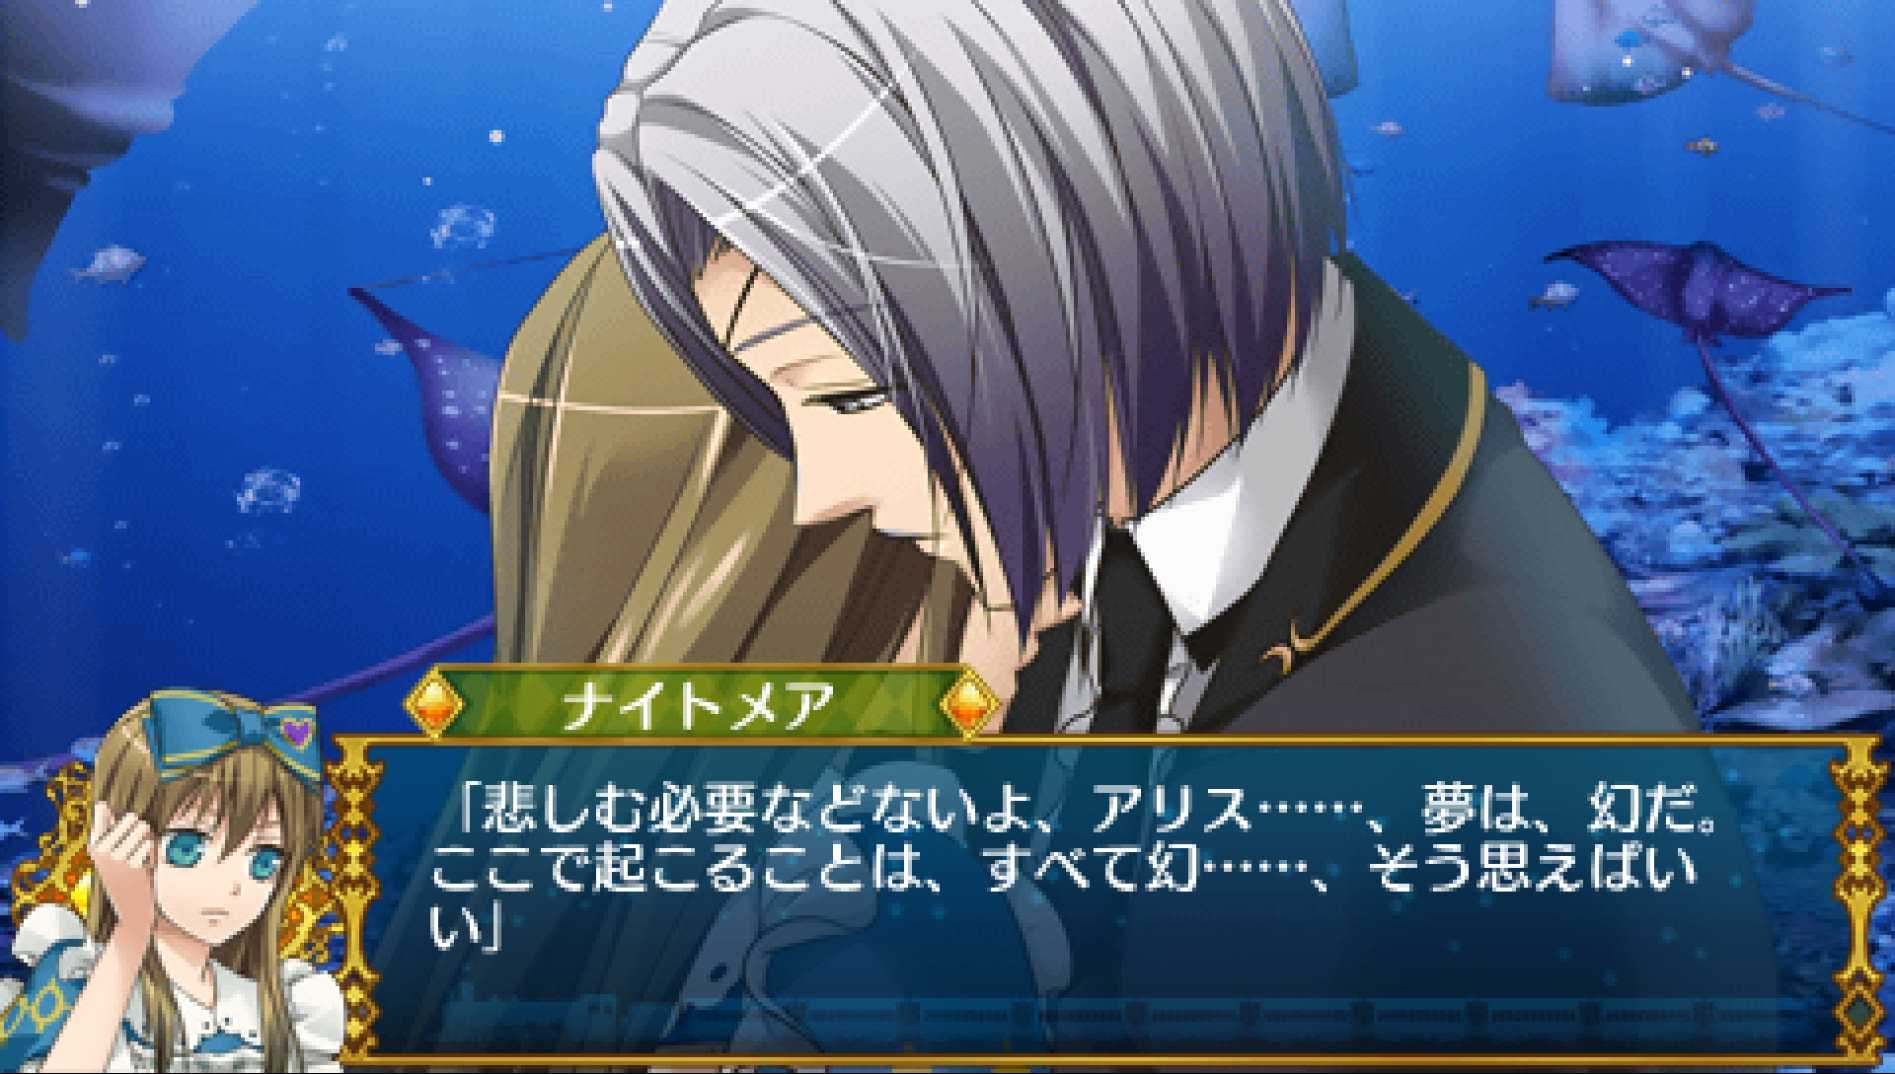 ナイトメア
「悲しむ必要などないよ、アリス……、夢は、幻だ。
ここで起こることは、すべて幻……、そう思えばい
い」